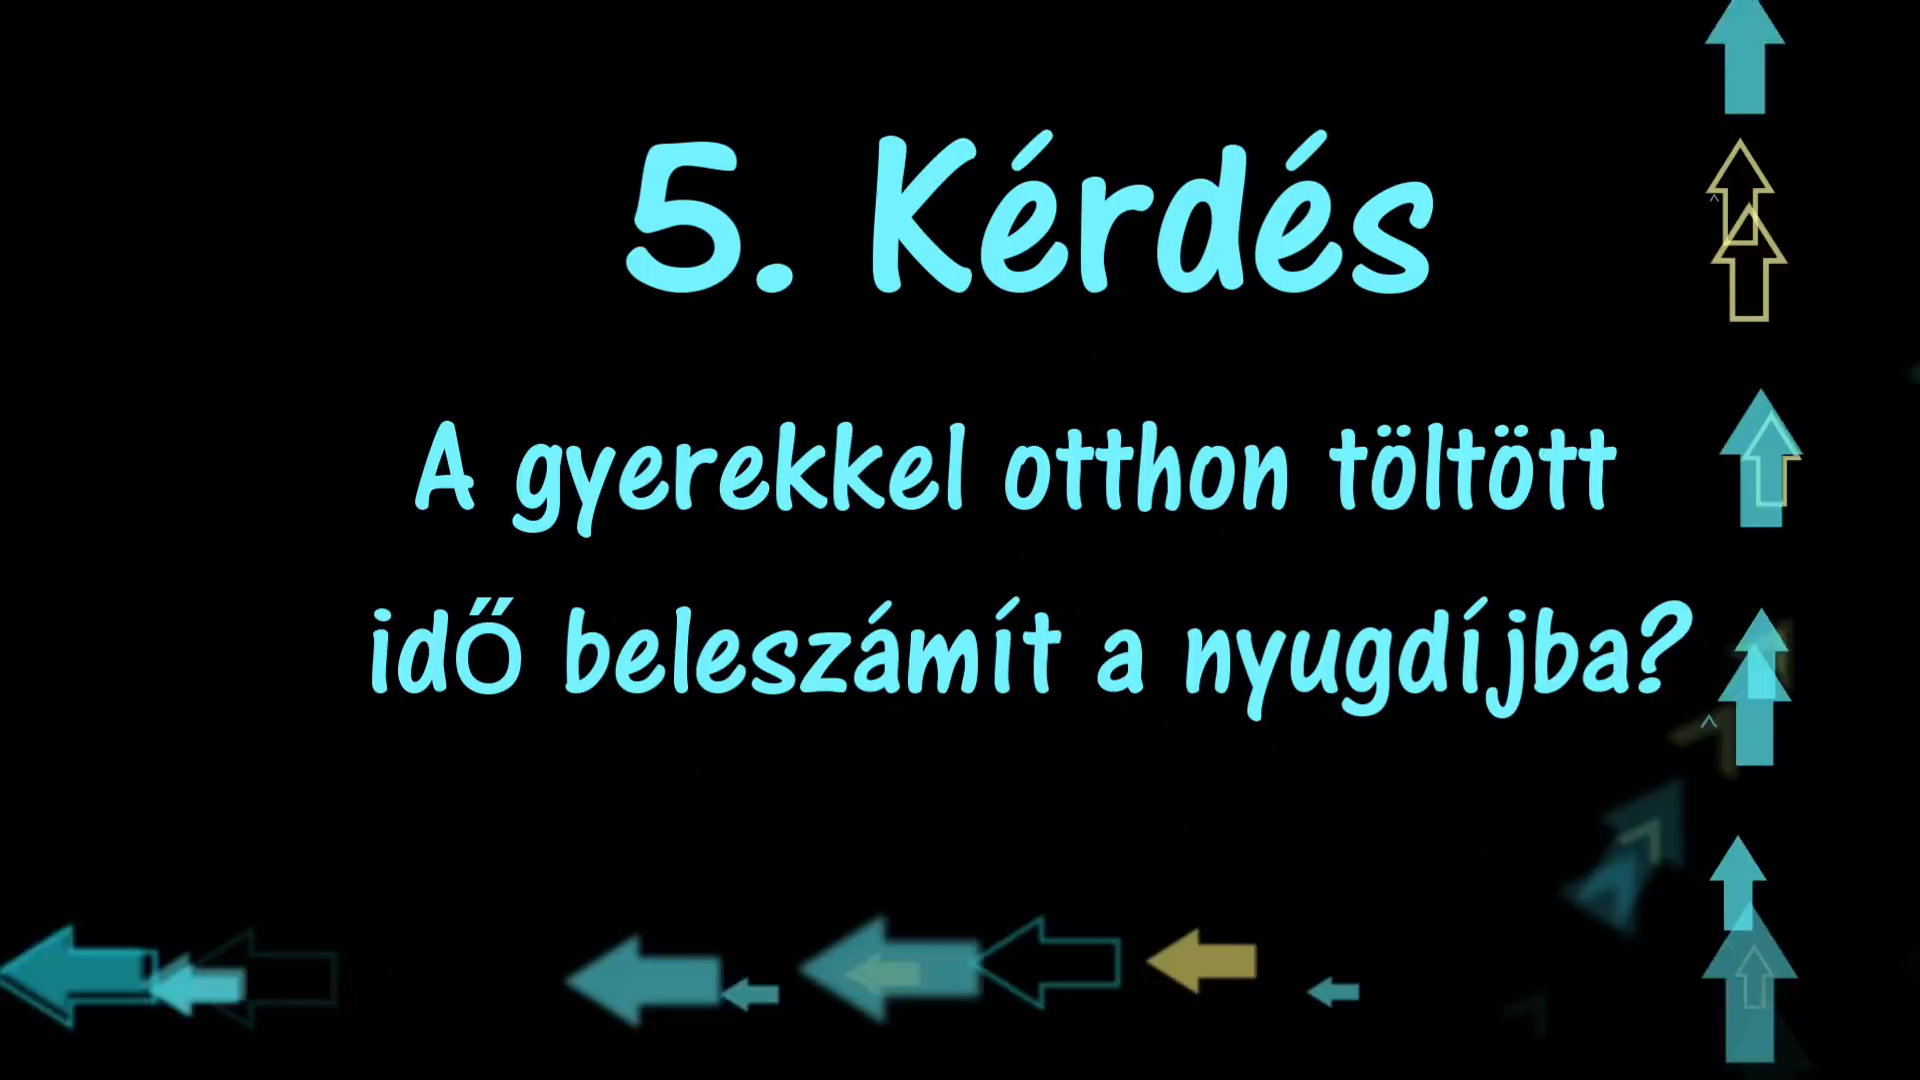 5. Kérdés
A gyerekkel otthon töltött
idő beleszámít a nyugdíjba?